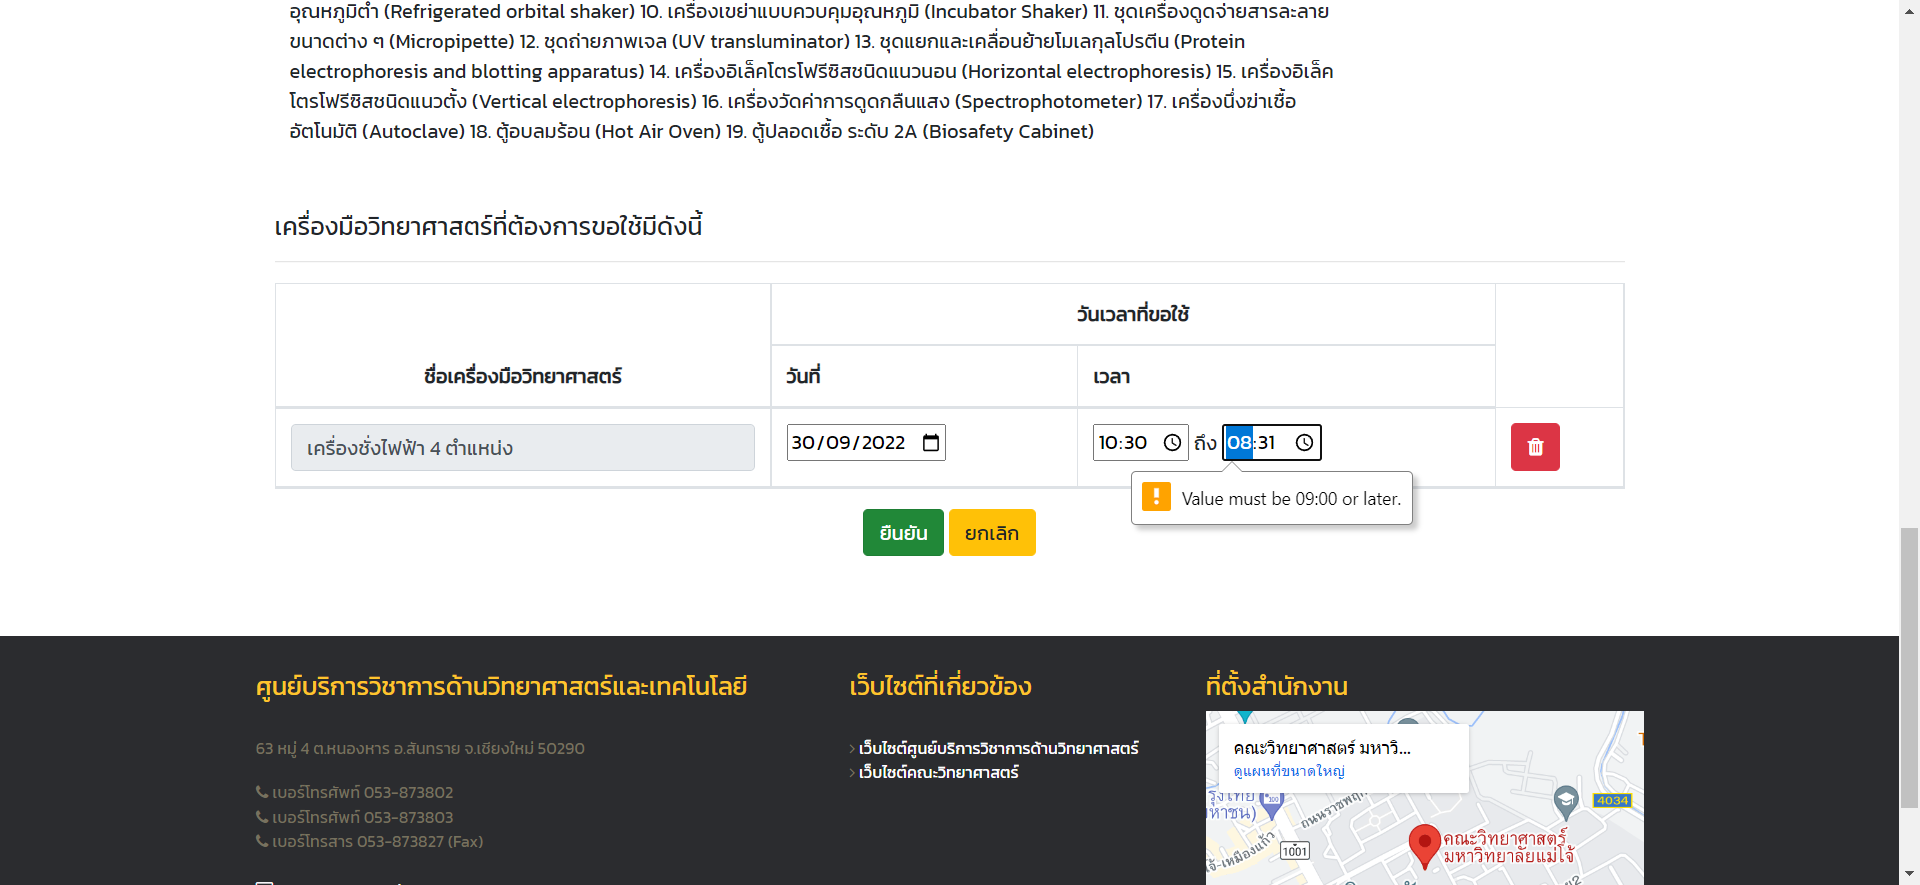 อุณหภูมิต่ำ (Refrigerated orbital shaker) 10. เครื่องเขย่าแบบควบคุมอุณหภูมิ (Incubator Shaker) 11. ชุดเครื่องดูดจ่ายสารละลาย
ขนาดต่าง ๆ (Micropipette) 12. ชุดถ่ายภาพเจล (UV transluminator) 13. ชุดแยกและเคลื่อนย้ายโมเลกุลโปรตีน (Protein
electrophoresis and blotting apparatus) 14. เครื่องอิเล็คโตรโฟรีซิสชนิดแนวนอน (Horizontal electrophoresis) 15. เครื่องอิเล็ค
โตรโฟรีซิสชนิดแนวตั้ง (Vertical electrophoresis) 16. เครื่องวัดค่าการดูดกลืนแสง (Spectrophotometer) 17. เครื่องนึ่งฆ่าเชื้อ
อัตโนมัติ (Autoclave) 18. ตู้อบลมร้อน (Hot Air Oven) 19. ตู้ปลอดเชื้อ ระดับ 2A (Biosafety Cabinet)
เครื่องมือวิทยาศาสตร์ที่ต้องการขอใช้มีดังนี้
วันเวลาที่ขอใช้
ชื่อเครื่องมือวิทยาศาสตร์ วันที่ เวลา
เครื่องชั่งไฟฟ้า 4 ตำแหน่ง 30/09/2022 10:30 ถึง 08:31
Value must be 09:00 or later.
ยืนยัน ยกเลิก
ศูนย์บริการวิชาการด้านวิทยาศาสตร์และเทคโนโลยี
63 หมู่ 4 ต.หนองหาร อ.สันทราย จ.เชียงใหม่ 50290
เบอร์โทรศัพท์ 053-873802
เบอร์โทรศัพท์ 053-873803
เบอร์โทรสาร 053-873827 (Fax)
เว็บไซต์ที่เกี่ยวข้อง
› เว็บไซต์ศูนย์บริการวิชาการด้านวิทยาศาสตร์
› เว็บไซต์คณะวิทยาศาสตร์
ที่ตั้งสำนักงาน
คณะวิทยาศาสตร์ มหาวิ...
ดูแผนที่ขนาดใหญ่
4034
1001
คณะวิทยาศาสตร์
มหาวิทยาลัยแม่โจ้